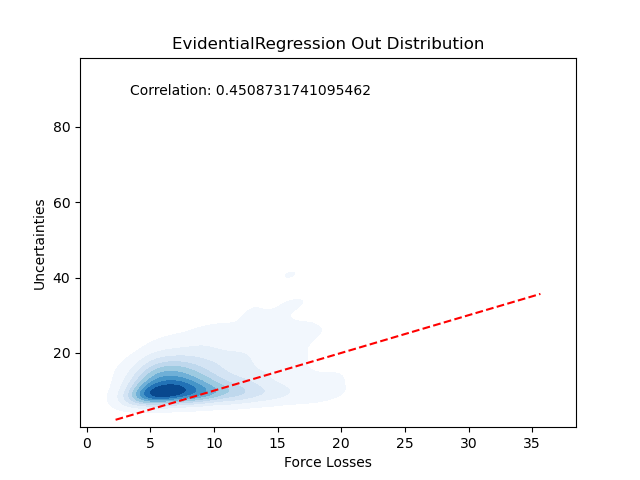 EvidentialRegression Out Distribution
Correlation: 0.4508731741095462
80
60
40
20
Uncertainties
0 5 10 15 20 25 30 35
Force Losses